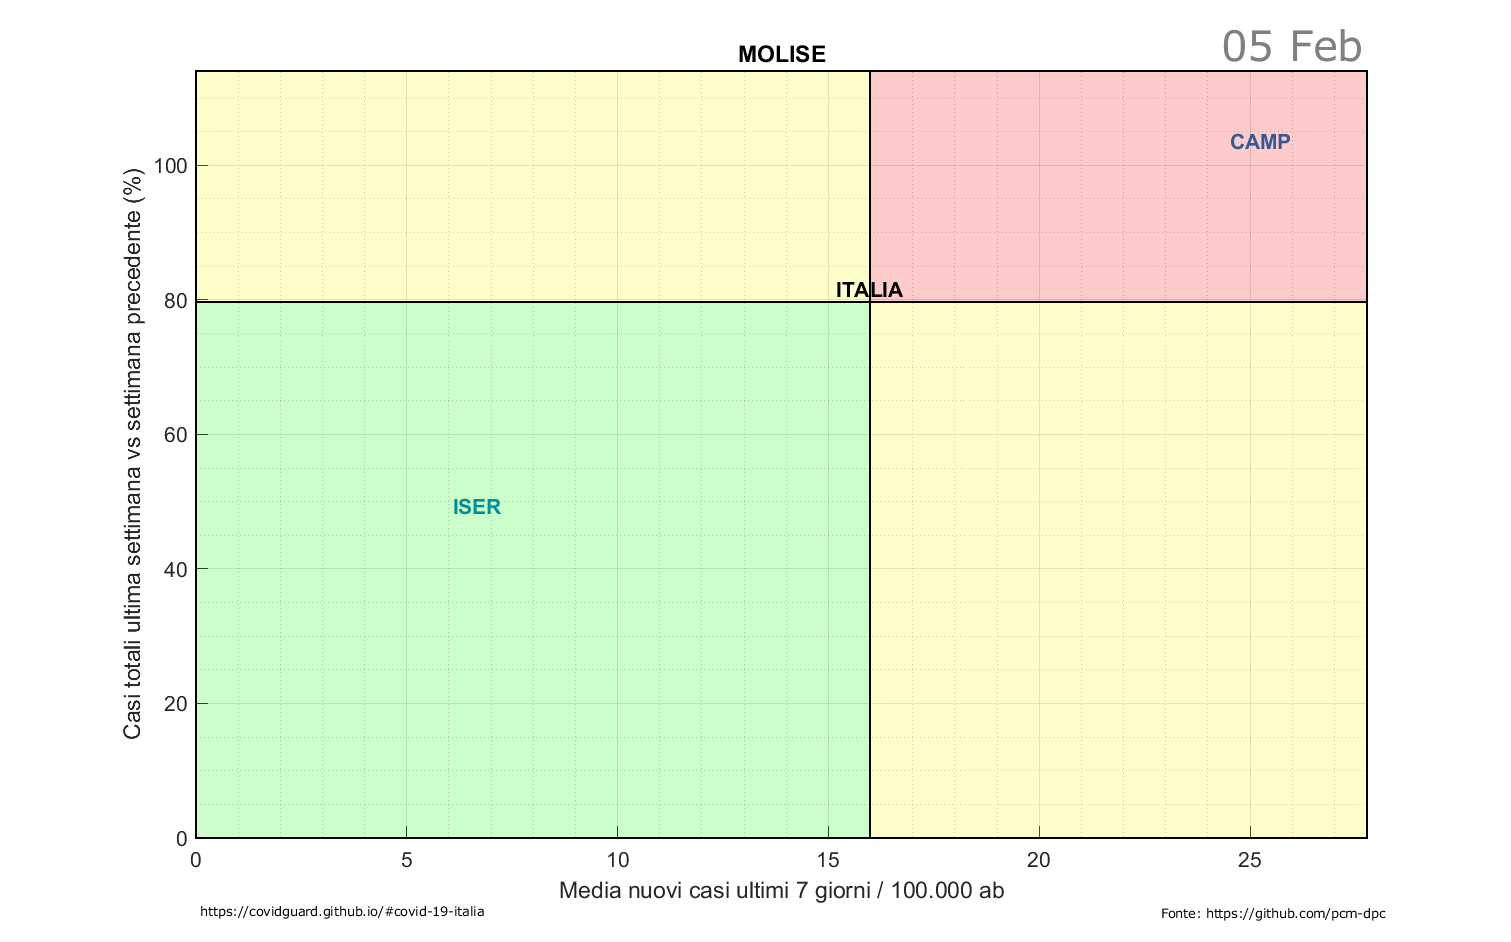 05 Feb
MOLISE
Casi totali ultima settimana vs settimana precedente (%)
100
80
60
40
20
0
CAMP
ITALIA
ISER
0 5 10 15 20 25
Media nuovi casi ultimi 7 giorni / 100.000 ab
https://covidguard.github.io/#covid-19-italia
Fonte: https://github.com/pcm-dpc